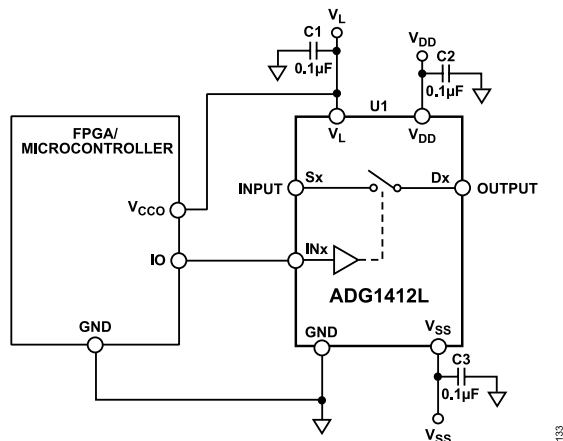 VL
C1
0.1µF
VDD
C2
0.1µF
U1
VL
VDD
FPGA/
MICROCONTROLLER
VCCO
IO
GND
INPUT
Sx
Dx
OUTPUT
INx
ADG1412L
GND
VSS
C3
0.1µF
VSS
133